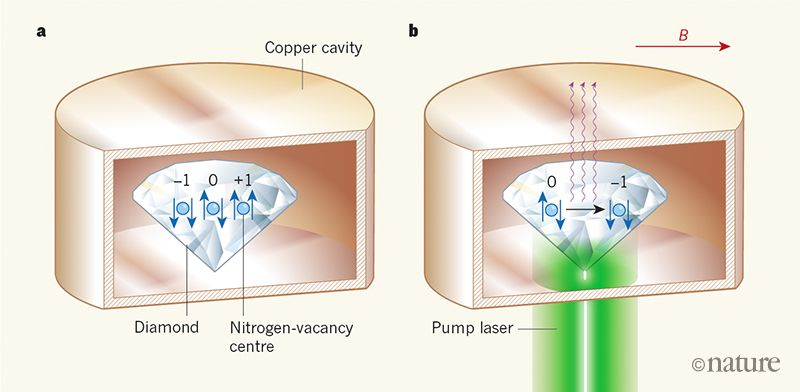 a
Copper cavity
–1 0 +1
Diamond
Nitrogen-vacancy
centre
b
B
0 –1
Pump laser
©nature